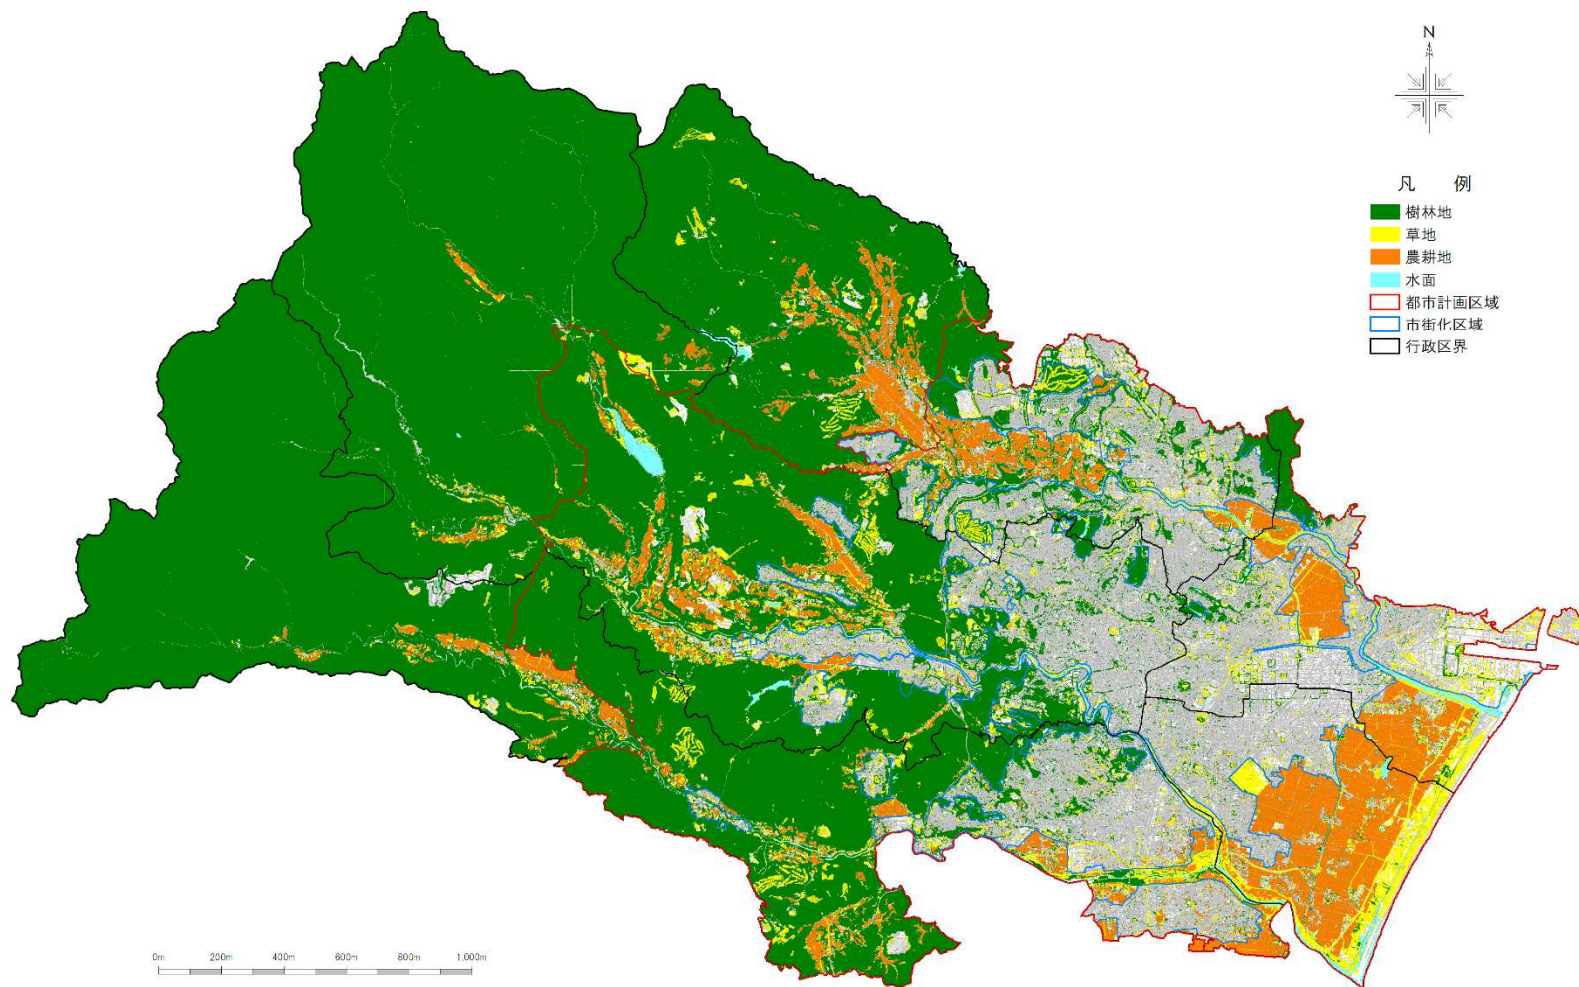 N
凡 例
樹林地
草地
農耕地
水面
都市計画区域
市街化区域
行政区界
0m 200m 400m 600m 800m 1,000m